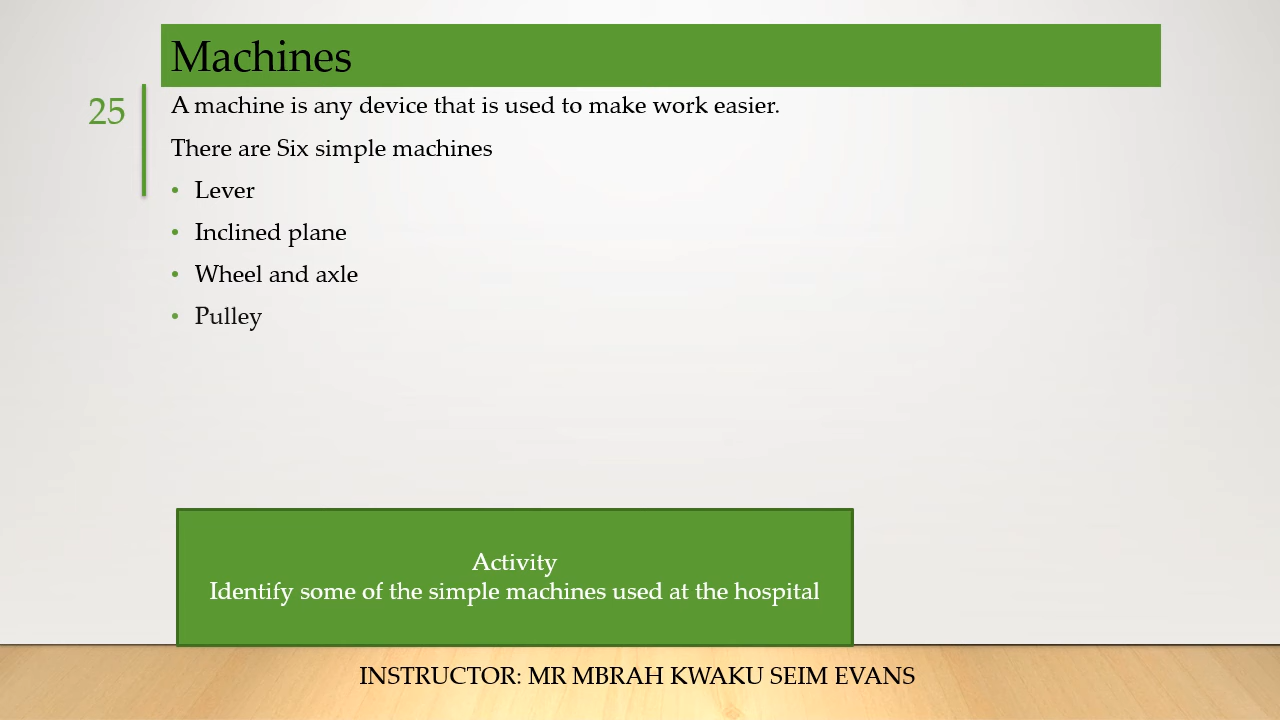 Machines
25
A machine is any device that is used to make work easier.
There are Six simple machines
• Lever
• Inclined plane
• Wheel and axle
• Pulley
Activity
Identify some of the simple machines used at the hospital
INSTRUCTOR: MR MBRAH KWAKU SEIM EVANS